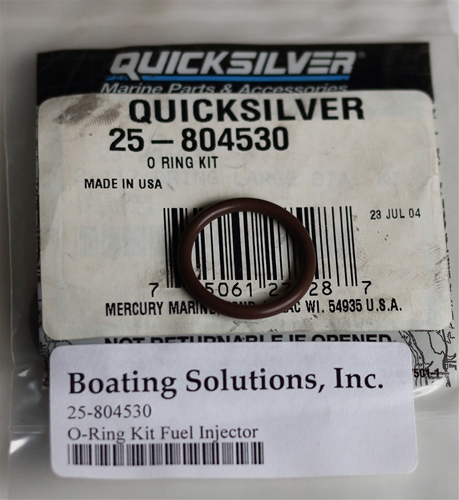 QUICKSILVER
Marine Parts & Accessories
QUICKSILVER
25-804530
O RING KIT
MADE IN USA
23 JUL 04
7 5061 2 28 7
MERCURY MARINE WI. 54935 U.S.A.
NOT RETURNABLE IF OPENED
Boating Solutions, Inc.
25-804530
O-Ring Kit Fuel Injector